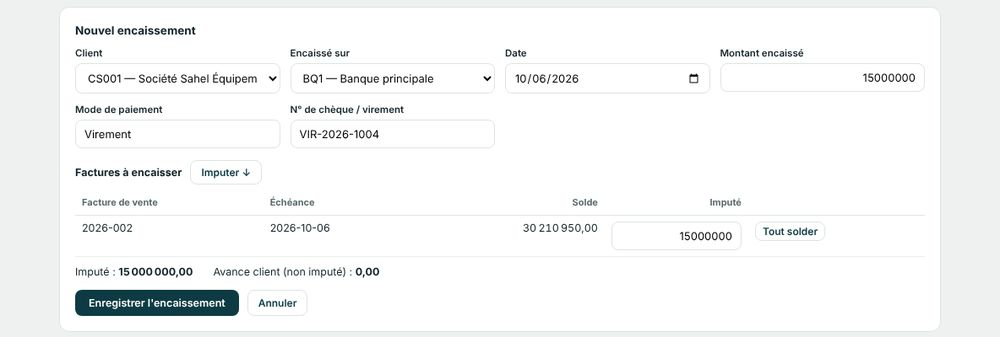 Nouvel encaissement
Client Encaissé sur Date Montant encaissé
CS001 — Société Sahel Équipem BQ1 — Banque principale 10/06/2026 15000000
Mode de paiement N° de chèque / virement
Virement VIR-2026-1004
Factures à encaisser Imputer ↓
Facture de vente Échéance Solde Imputé
2026-002 2026-10-06 30 210 950,00 15000000 Tout solder
Imputé : 15 000 000,00 Avance client (non imputé) : 0,00
Enregistrer l'encaissement Annuler